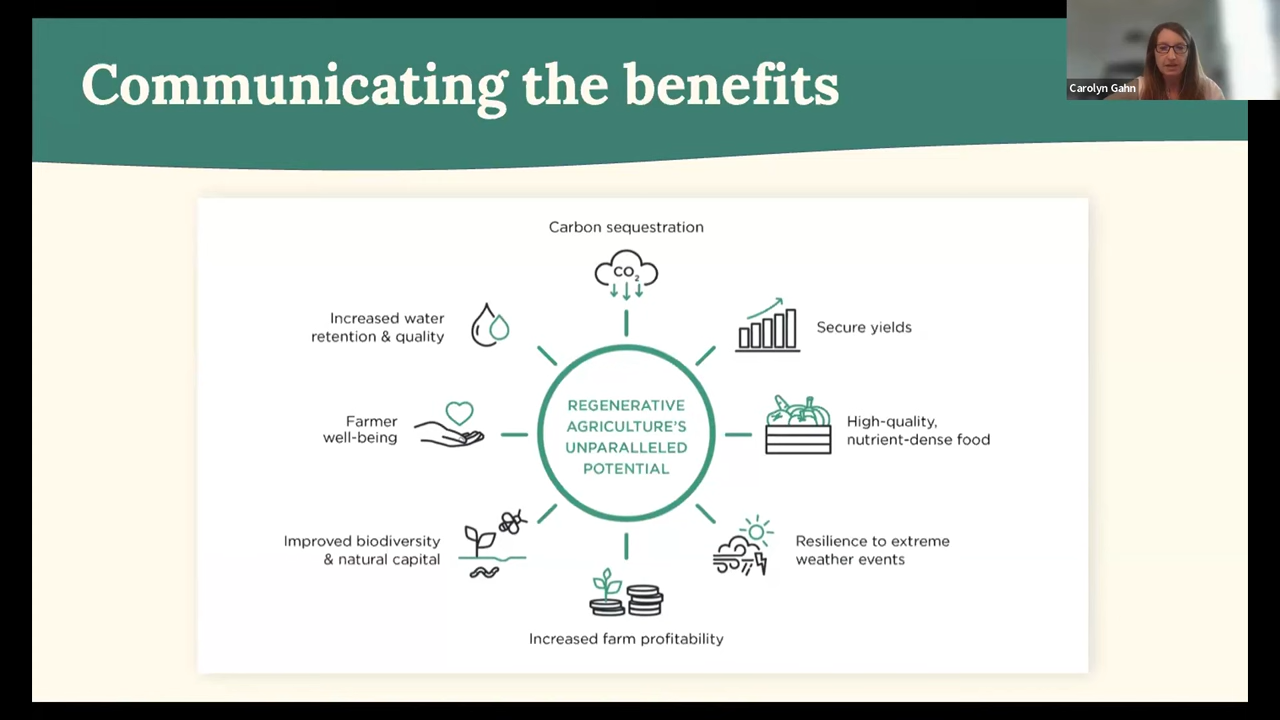 Communicating the benefits
Carolyn Gahn
Carbon sequestration
CO₂
Increased water
retention & quality
Secure yields
Farmer
well-being
REGENERATIVE
AGRICULTURE'S
UNPARALLELED
POTENTIAL
High-quality,
nutrient-dense food
Improved biodiversity
& natural capital
Resilience to extreme
weather events
Increased farm profitability